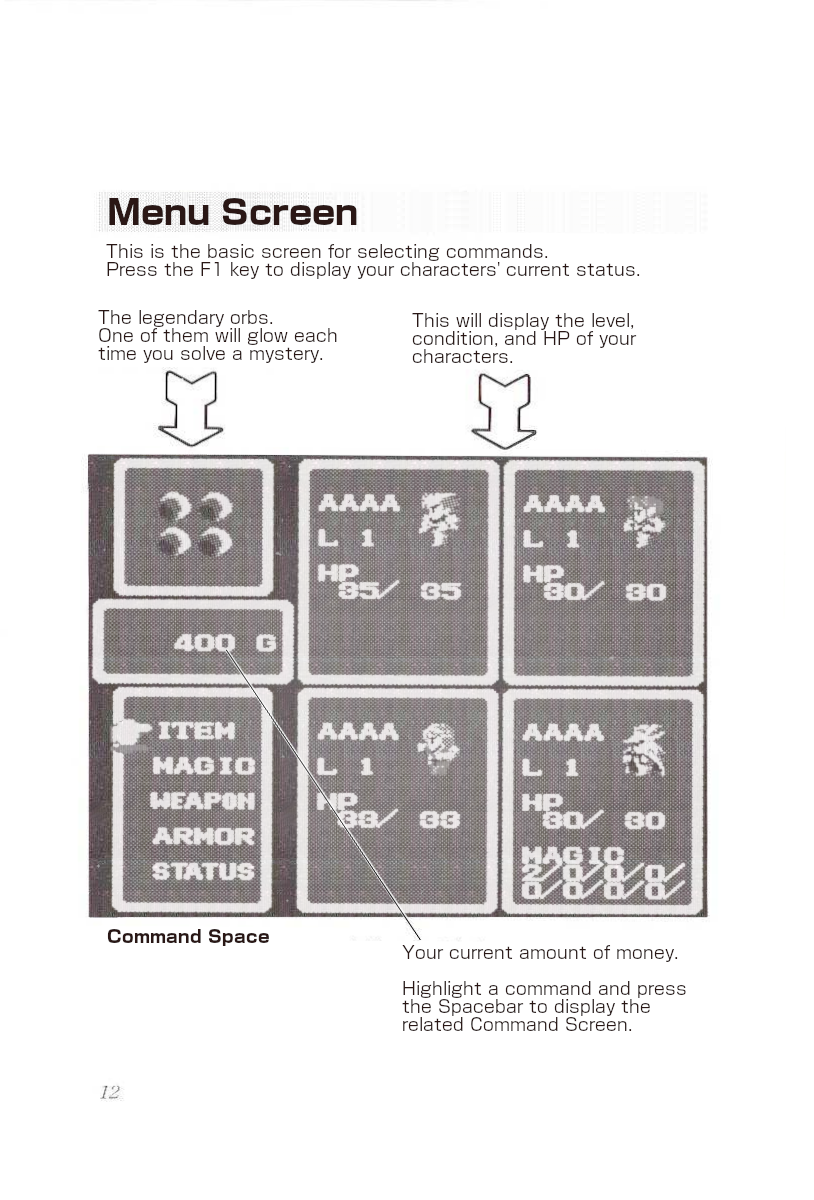 Menu Screen
This is the basic screen for selecting commands.
Press the F1 key to display your characters' current status.
The legendary orbs.
One of them will glow each
time you solve a mystery.
This will display the level,
condition, and HP of your
characters.
AAAA
L 1
HP
35/ 35
AAAA
L 1
HP
30/ 30
400 G
ITEM
MAGIC
WEAPON
ARMOR
STATUS
AAAA
L 1
HP
33/ 33
AAAA
L 1
HP
30/ 30
MAGIC
2/0/0/0/
0/0/0/0/
Command Space
Your current amount of money.
Highlight a command and press
the Spacebar to display the
related Command Screen.
12